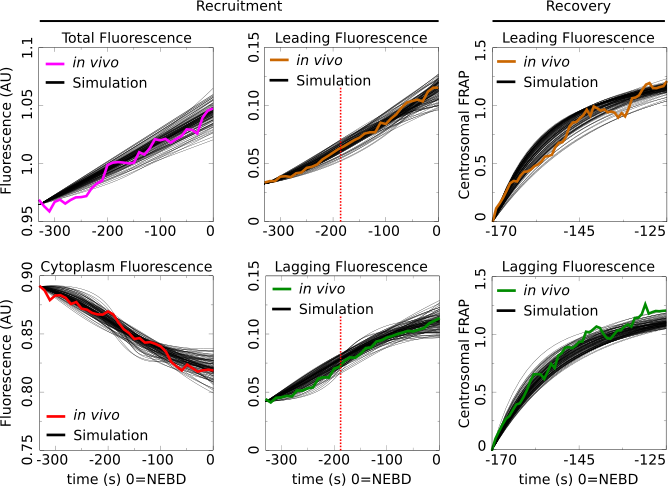 Recruitment
Recovery
Total Fluorescence
Leading Fluorescence
Leading Fluorescence
Fluorescence (AU)
1.1
1.05
1.0
0.95
in vivo
Simulation
-300
-200
-100
0
0.15
0.10
0.05
0
in vivo
Simulation
-300
-200
-100
0
Centrosomal FRAP
1.5
1.0
0.5
0
in vivo
Simulation
-170
-145
-125
Cytoplasm Fluorescence
Lagging Fluorescence
Lagging Fluorescence
Fluorescence (AU)
0.90
0.85
0.80
0.75
in vivo
Simulation
-300
-200
-100
0
time (s) 0=NEBD
0.15
0.10
0.05
0
in vivo
Simulation
-300
-200
-100
0
time (s) 0=NEBD
Centrosomal FRAP
1.5
1.0
0.5
0
in vivo
Simulation
-170
-145
-125
time (s) 0=NEBD